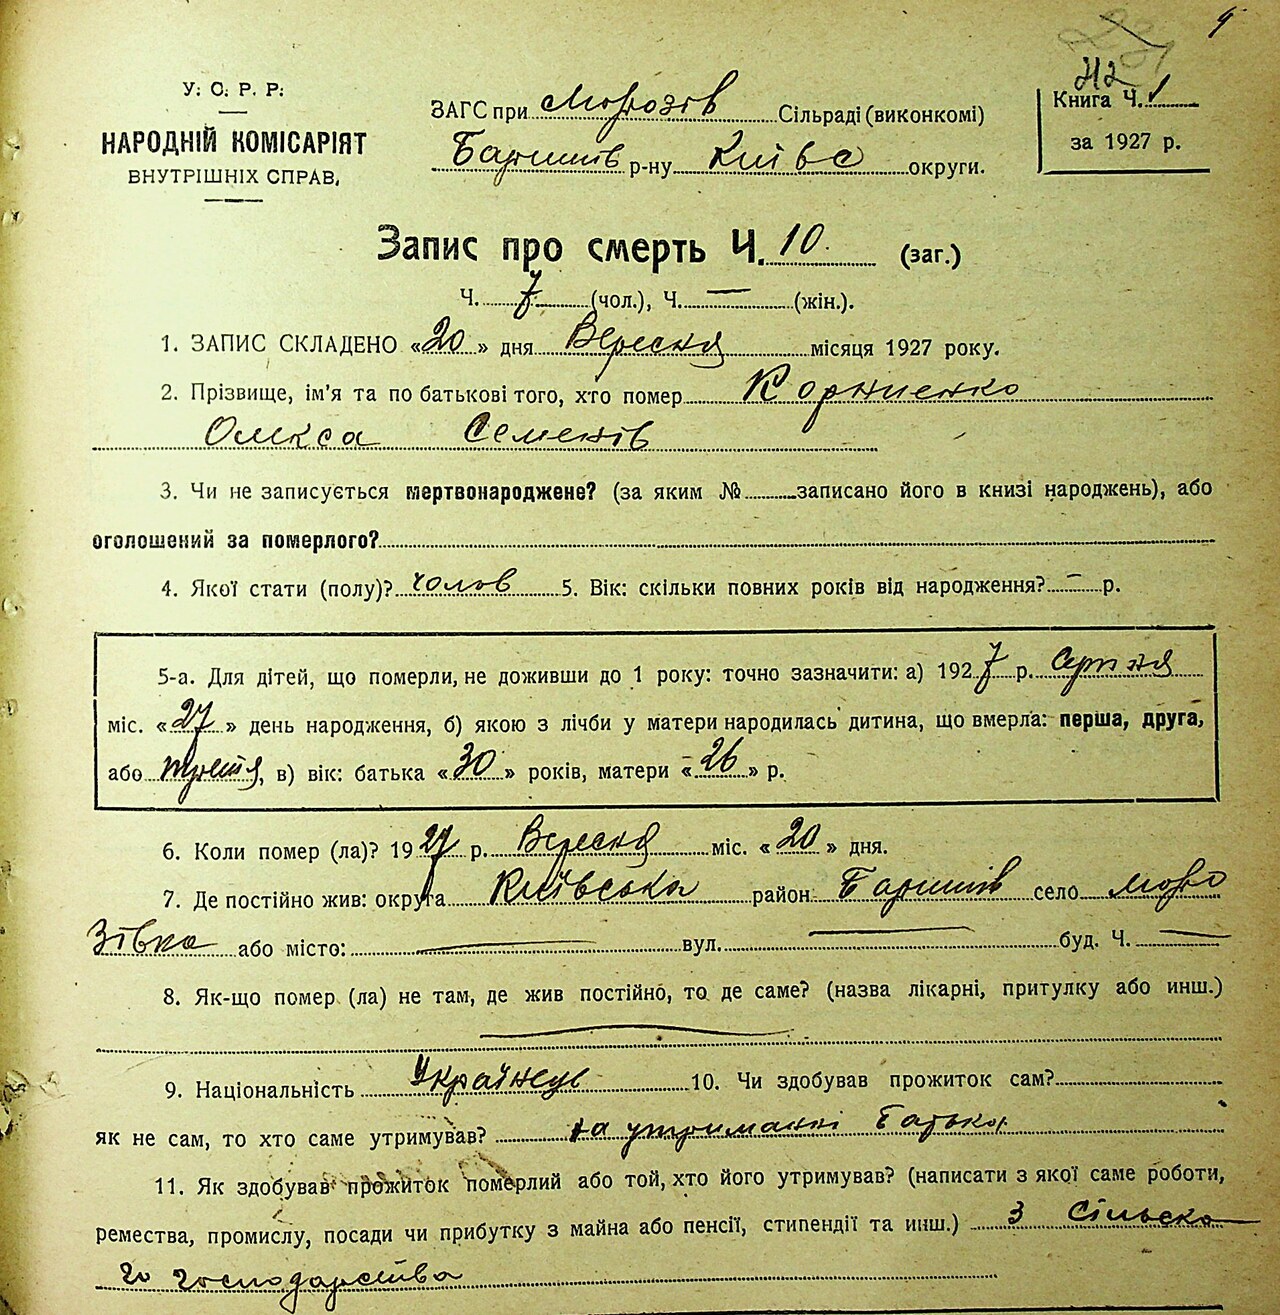 У. С. Р. Р.
НАРОДНІЙ КОМІСАРІЯТ
ВНУТРІШНІХ СПРАВ.
ЗАГС при Морозів Сільраді (виконкомі)
Баришів р-ну Київс округи.
Книга Ч. 1
за 1927 р.
Запис про смерть Ч. 10 (заг.)
Ч. 7 (чол.), Ч. — (жін.).
1. ЗАПИС СКЛАДЕНО «20» дня Вересня місяця 1927 року.
2. Прізвище, ім'я та по батькові того, хто помер Корниенко
Олекса Семенів
3. Чи не записується мертвонароджене? (за яким № записано його в книзі народжень), або
оголошений за померлого?
4. Якої стати (полу)? чолов 5. Вік: скільки повних років від народження? — р.
5-а. Для дітей, що померли, не доживши до 1 року: точно зазначити: а) 1927 р. Серпня
міс. «27» день народження, б) якою з лічби у матери народилась дитина, що вмерла: перша, друга,
або третя, в) вік: батька «30» років, матери «26» р.
6. Коли помер (ла)? 1927 р. Вересня міс. «20» дня.
7. Де постійно жив: округа Київська район Баришів село Моро
зівка або місто: — вул. — буд. Ч. —
8. Як-що помер (ла) не там, де жив постійно, то де саме? (назва лікарні, притулку або инш.)
—
9. Національність Українець 10. Чи здобував прожиток сам?
як не сам, то хто саме утримував? на утриманні батька
11. Як здобував прожиток померлий або той, хто його утримував? (написати з якої саме роботи,
ремества, промислу, посади чи прибутку з майна або пенсії, стипендії та инш.) З Сільско
го господарства